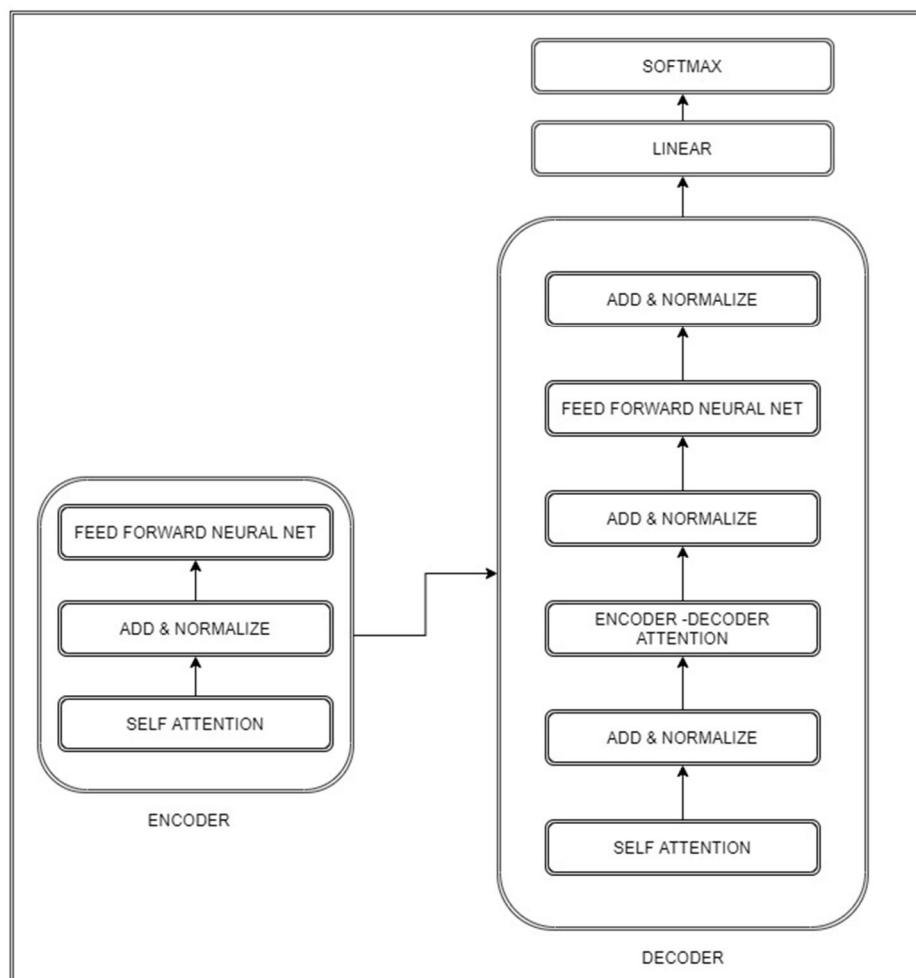 SOFTMAX
LINEAR
ADD & NORMALIZE
FEED FORWARD NEURAL NET
ADD & NORMALIZE
ENCODER -DECODER
ATTENTION
ADD & NORMALIZE
SELF ATTENTION
DECODER
FEED FORWARD NEURAL NET
ADD & NORMALIZE
SELF ATTENTION
ENCODER